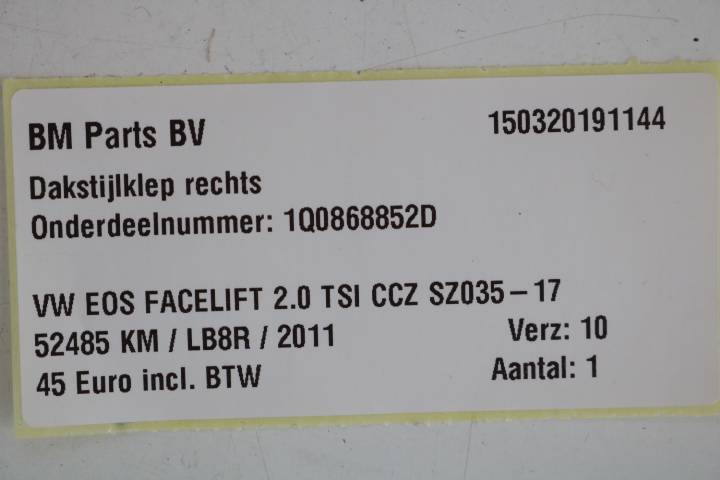 BM Parts BV 150320191144
Dakstijlklep rechts
Onderdeelnummer: 1Q0868852D
VW EOS FACELIFT 2.0 TSI CCZ SZ035-17
52485 KM / LB8R / 2011 Verz: 10
45 Euro incl. BTW Aantal: 1